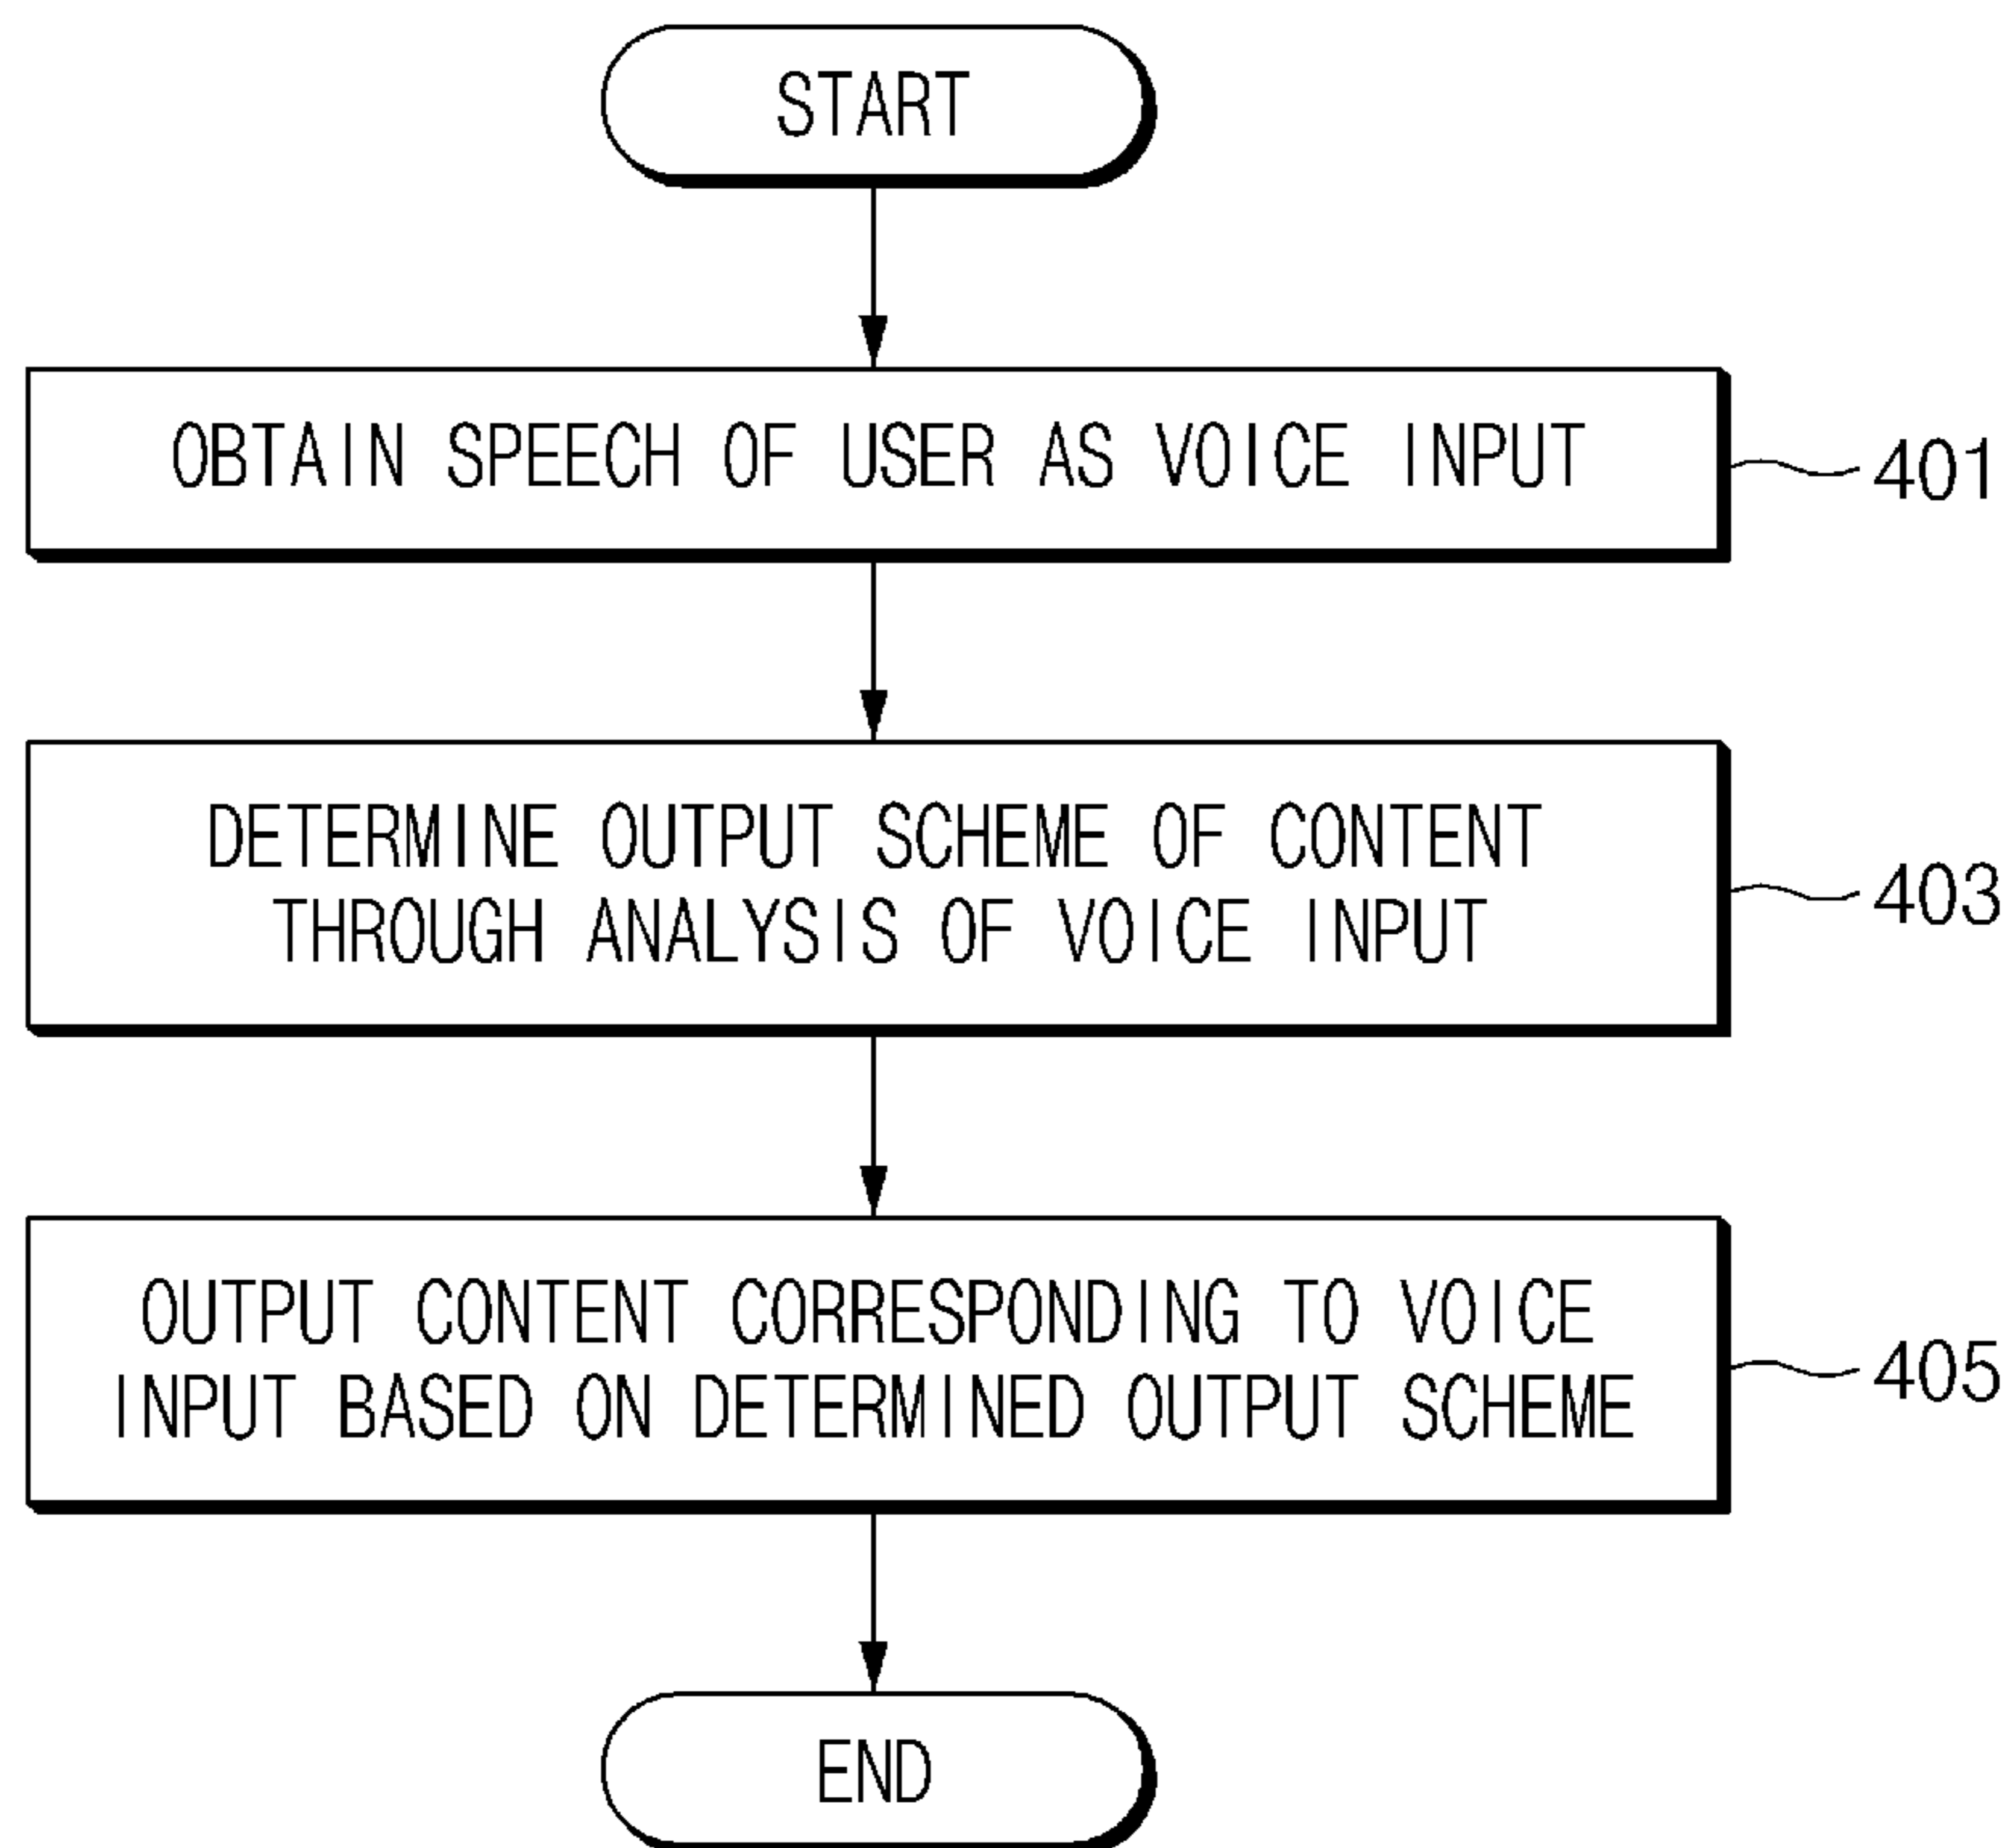 START
OBTAIN SPEECH OF USER AS VOICE INPUT
401
DETERMINE OUTPUT SCHEME OF CONTENT
THROUGH ANALYSIS OF VOICE INPUT
403
OUTPUT CONTENT CORRESPONDING TO VOICE
INPUT BASED ON DETERMINED OUTPUT SCHEME
405
END